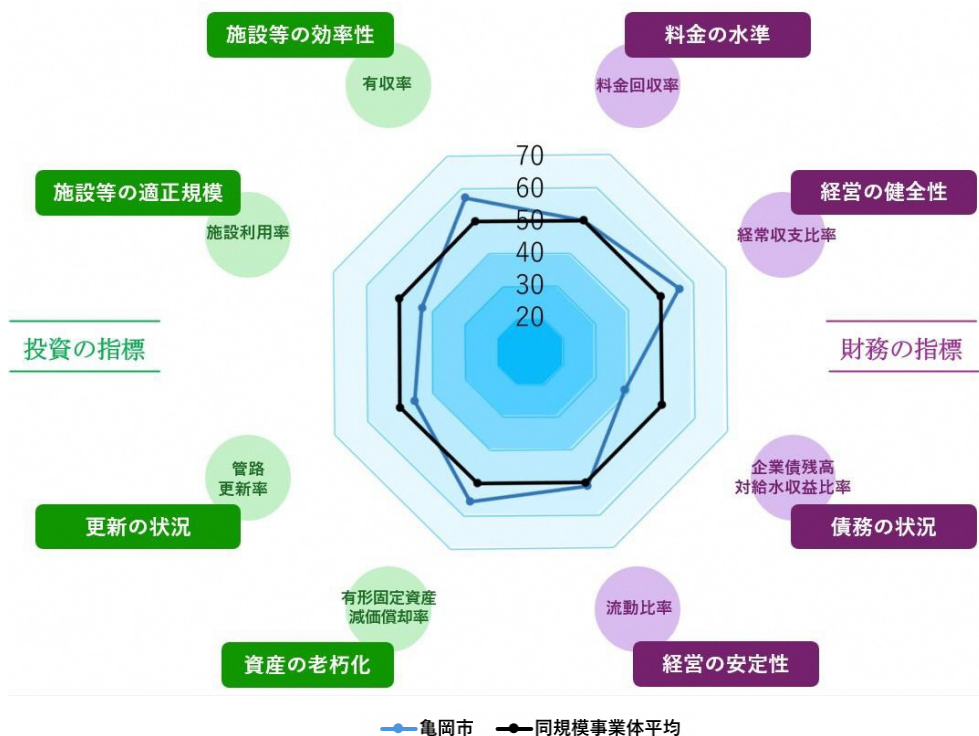 施設等の効率性
料金の水準
有収率
料金回収率
施設等の適正規模
経営の健全性
施設利用率
経常収支比率
70
60
50
40
30
20
投資の指標
財務の指標
管路
更新率
企業債残高
対給水収益比率
更新の状況
債務の状況
有形固定資産
減価償却率
流動比率
資産の老朽化
経営の安定性
亀岡市
同規模事業体平均